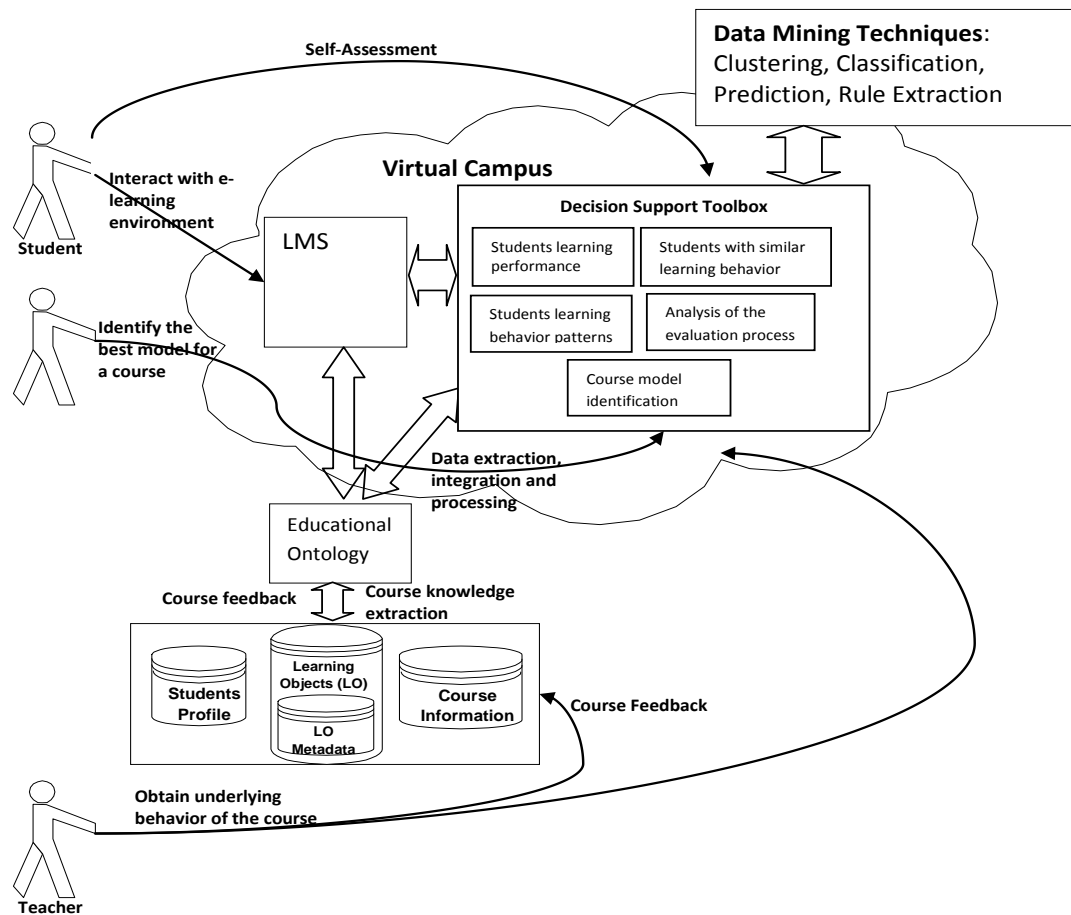 Self-Assessment
Data Mining Techniques:
Clustering, Classification,
Prediction, Rule Extraction
Virtual Campus
Interact with e-
learning
environment
Student
LMS
Decision Support Toolbox
Students learning
performance
Students with similar
learning behavior
Students learning
behavior patterns
Analysis of the
evaluation process
Course model
identification
Identify the
best model for
a course
Data extraction,
integration and
processing
Educational
Ontology
Course feedback
Course knowledge
extraction
Students
Profile
Learning
Objects (LO)
LO
Metadata
Course
Information
Course Feedback
Obtain underlying
behavior of the course
Teacher